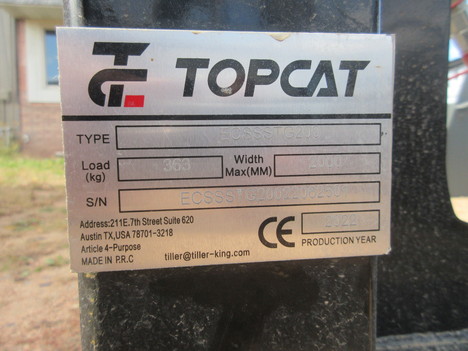 TOPCAT
TYPE
Load (kg) 363 Width Max(MM)
S/N
Address:211E.7th Street Suite 620
Austin TX,USA 78701-3218
Article 4-Purpose
MADE IN P.R.C
tiller@tiller-king.com
CE
PRODUCTION YEAR